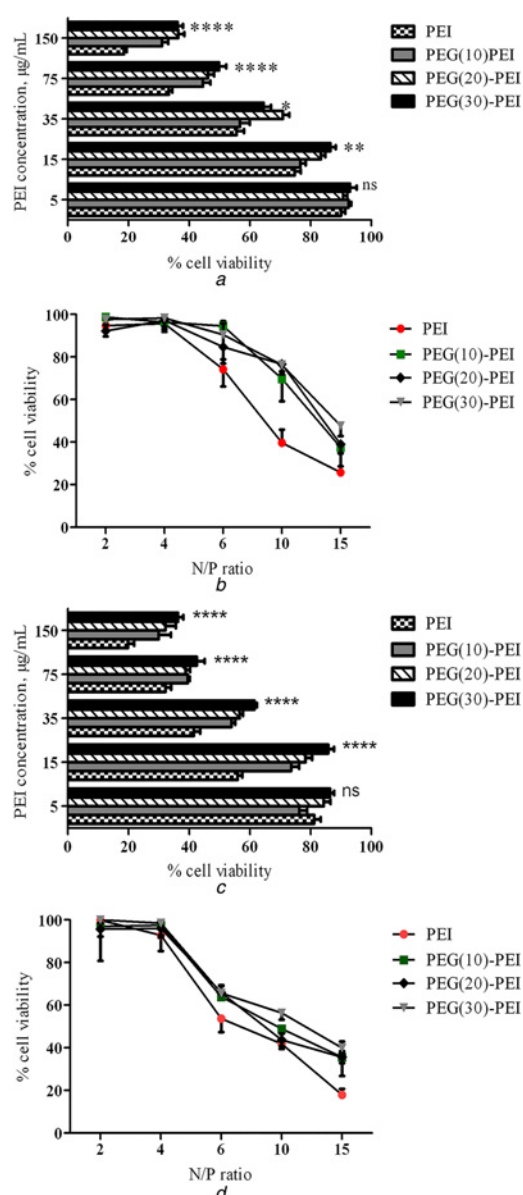 150
****
PEI
75
****
PEG(10)PEI
PEG(20)-PEI
35
*
PEG(30)-PEI
15
**
5
ns
PEI concentration, µg/mL
0 20 40 60 80 100
% cell viability
a
100
80
60
40
20
0
% cell viability
PEI
PEG(10)-PEI
PEG(20)-PEI
PEG(30)-PEI
2 4 6 10 15
N/P ratio
b
150
****
PEI
75
****
PEG(10)-PEI
PEG(20)-PEI
35
****
PEG(30)-PEI
15
****
5
ns
PEI concentration, µg/mL
0 20 40 60 80 100
% cell viability
c
100
80
60
40
20
0
% cell viability
PEI
PEG(10)-PEI
PEG(20)-PEI
PEG(30)-PEI
2 4 6 10 15
N/P ratio
d